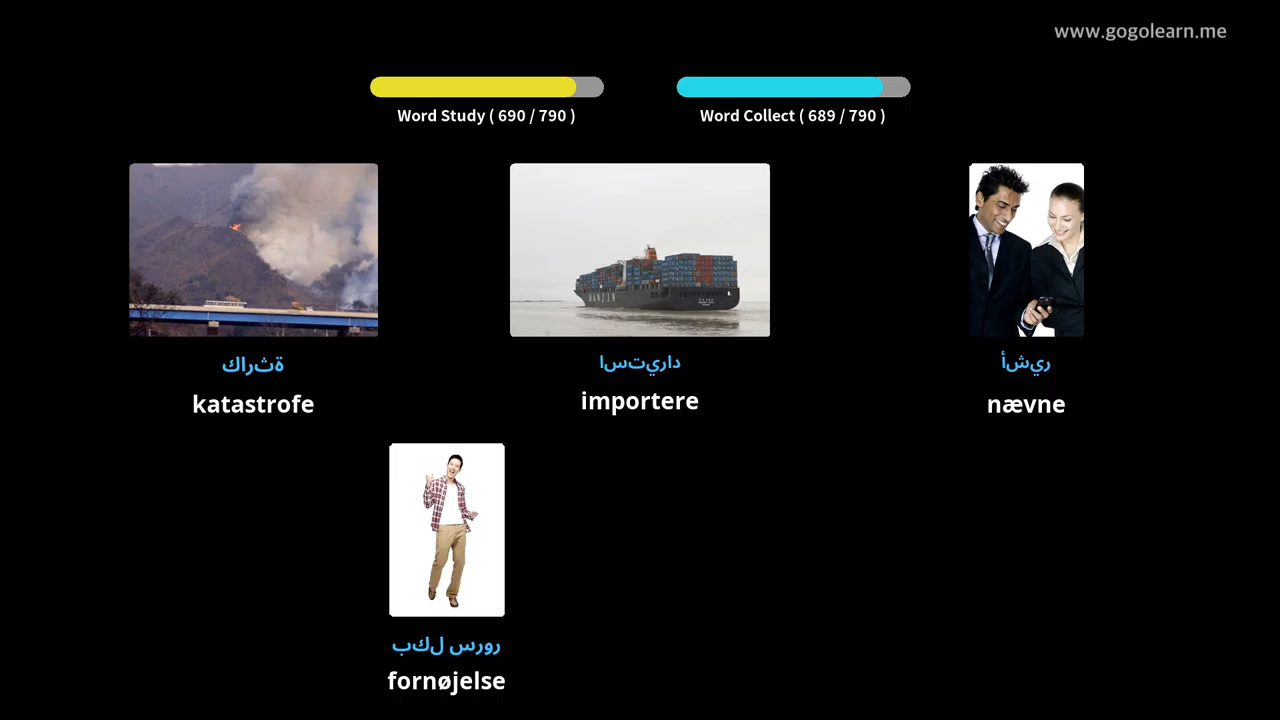 www.gogolearn.me
Word Study ( 690 / 790 )
Word Collect ( 689 / 790 )
HANJIN
كارثة
استيراد
أشير
katastrofe
importere
nævne
بكل سرور
fornøjelse